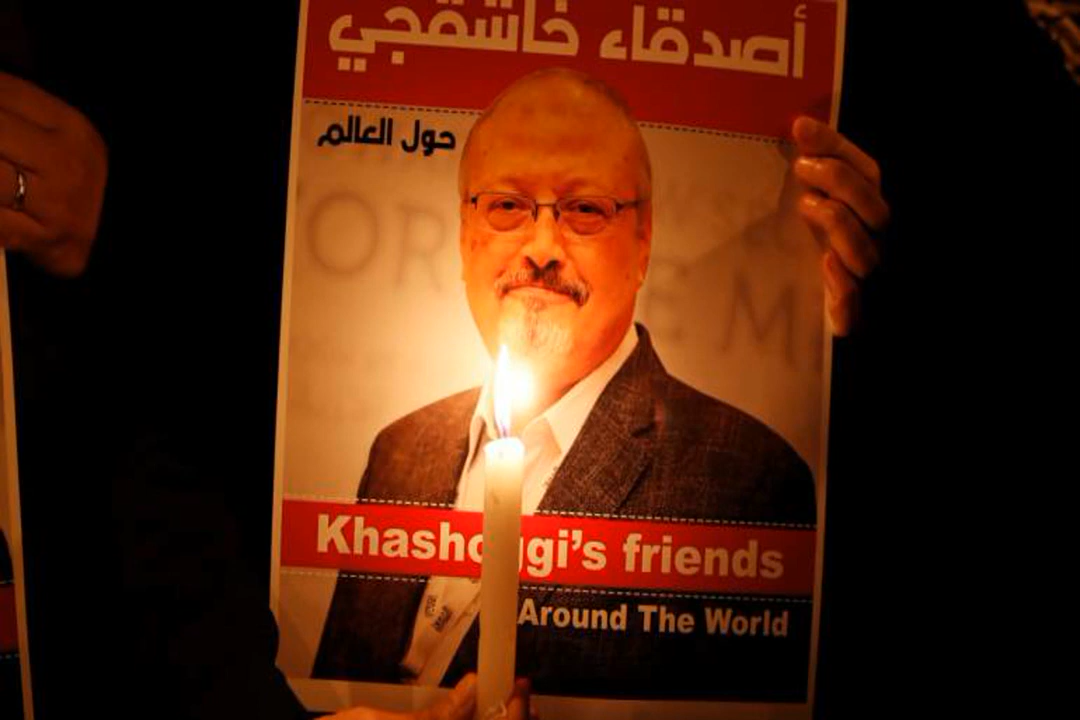 أصدقاء خاشقجي
حول العالم
Khashoggi's friends
Around The World